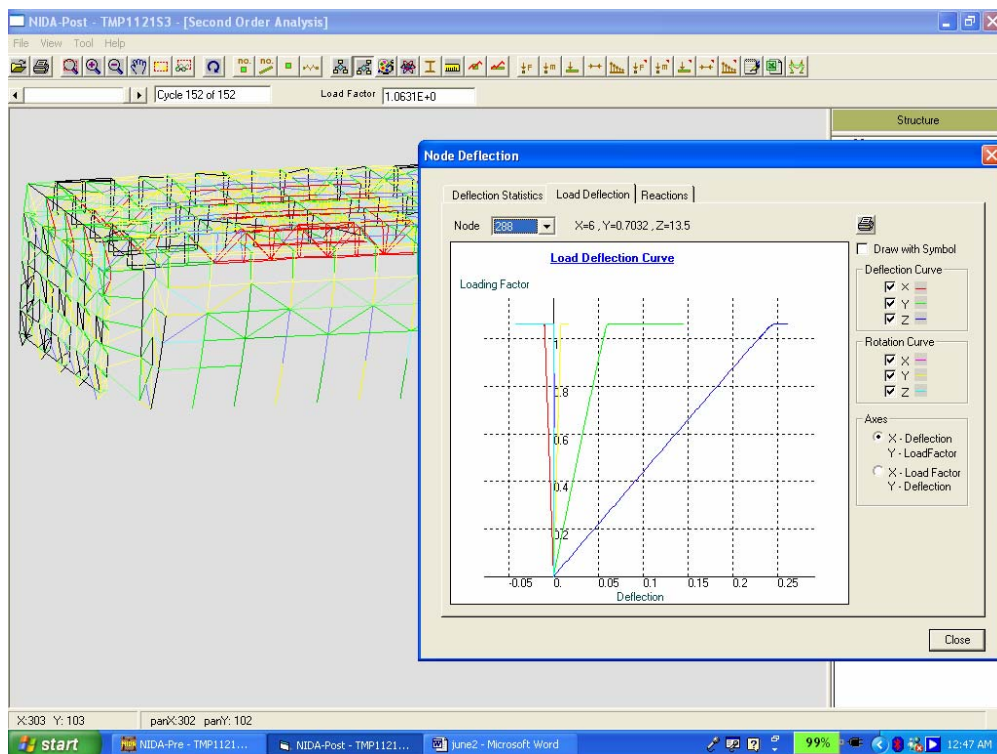 NIDA-Post - TMP1121S3 - [Second Order Analysis]
File View Tool Help
no. no.
Cycle 152 of 152 Load Factor 1.0631E+0
Structure
Node Deflection
Deflection Statistics Load Deflection Reactions
Node 288 X=6 , Y=0.7032 , Z=13.5
Draw with Symbol
Load Deflection Curve
Loading Factor
Deflection Curve
X
Y
Z
Rotation Curve
X
Y
Z
Axes
X - Deflection
Y - LoadFactor
X - Load Factor
Y - Deflection
1
0.8
0.6
0.4
0.2
-0.05 0. 0.05 0.1 0.15 0.2 0.25
Deflection
Close
X:303 Y: 103 panX:302 panY: 102
start NIDA-Pre - TMP1121... NIDA-Post - TMP1121... june2 - Microsoft Word 99% 12:47 AM